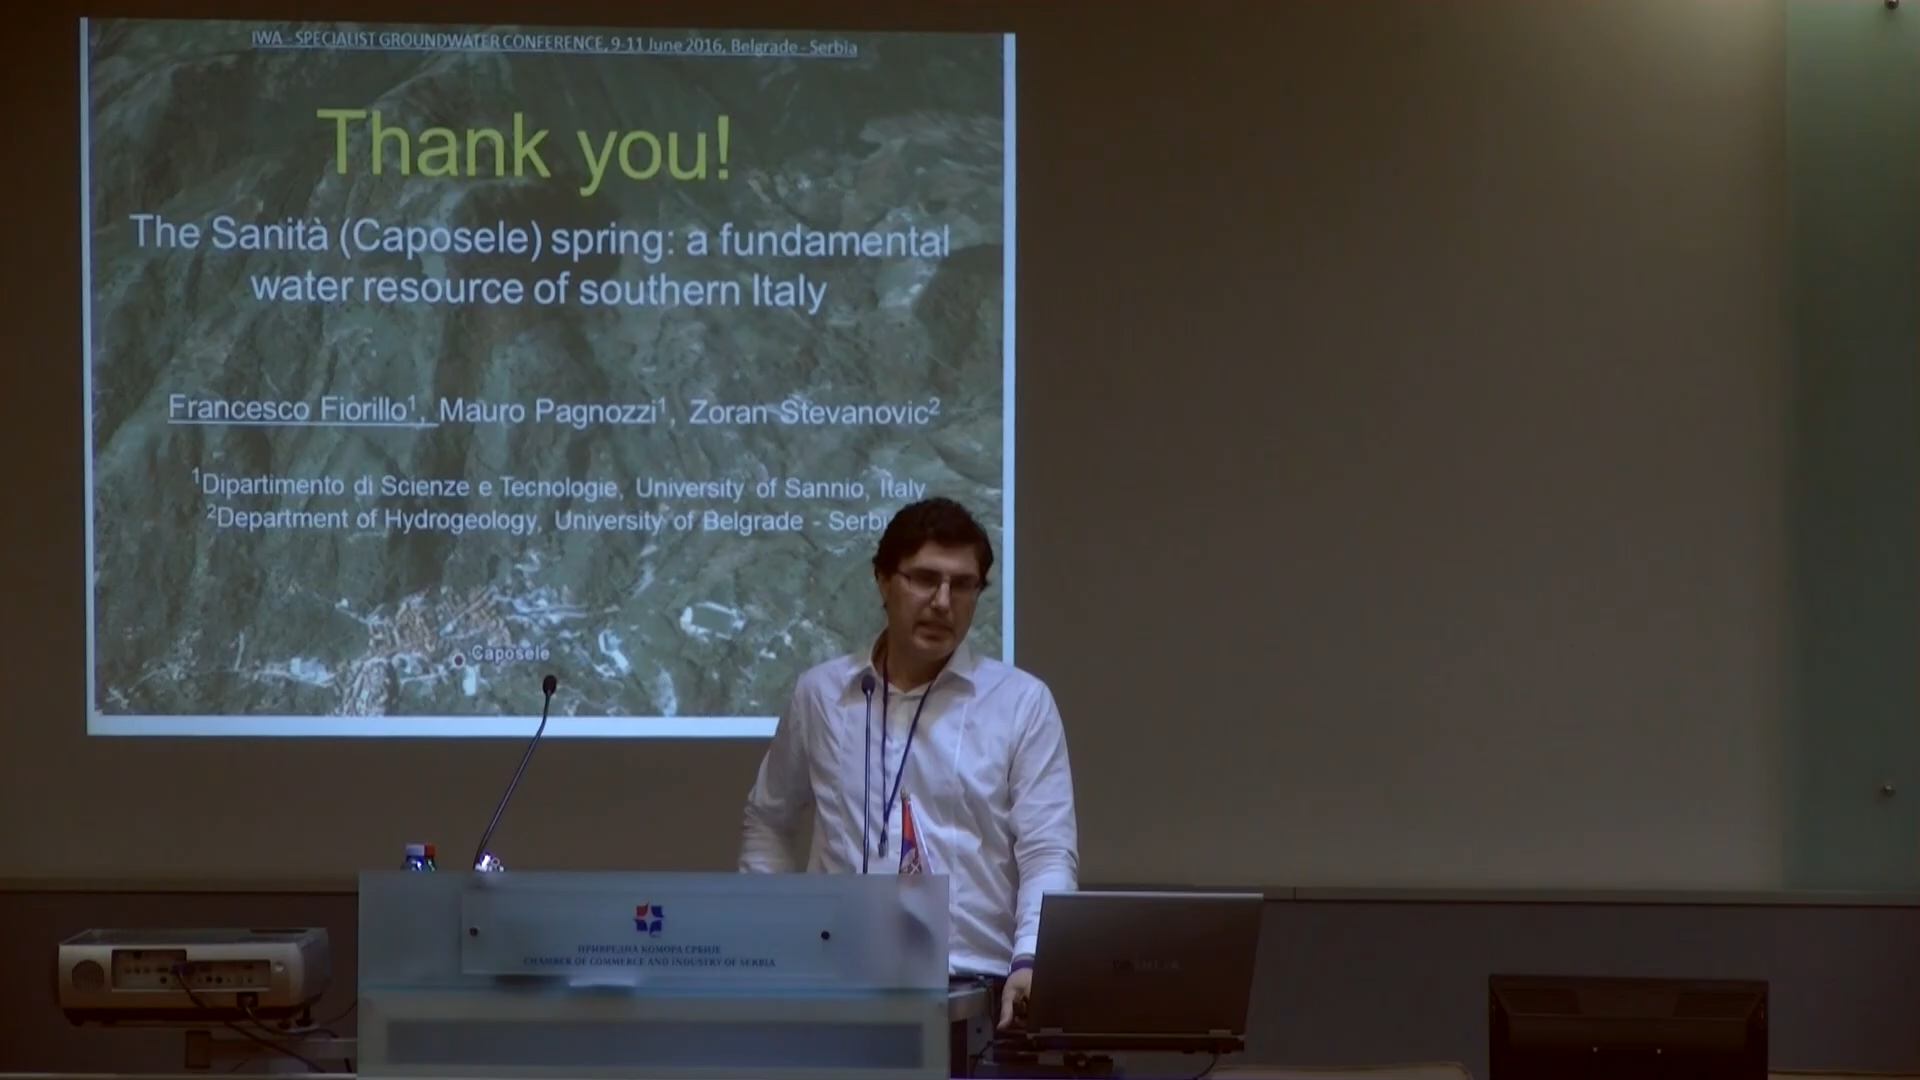 IWA - SPECIALIST GROUNDWATER CONFERENCE, 9-11 June 2016, Belgrade - Serbia
Thank you!
The Sanità (Caposele) spring: a fundamental
water resource of southern Italy
Francesco Fiorillo¹, Mauro Pagnozzi¹, Zoran Stevanovic²
¹Dipartimento di Scienze e Tecnologie, University of Sannio, Italy
²Department of Hydrogeology, University of Belgrade -
Caposele
ПРИВРЕДНА КОМОРА СРБИЈЕ
CHAMBER OF COMMERCE AND INDUSTRY OF SERBIA